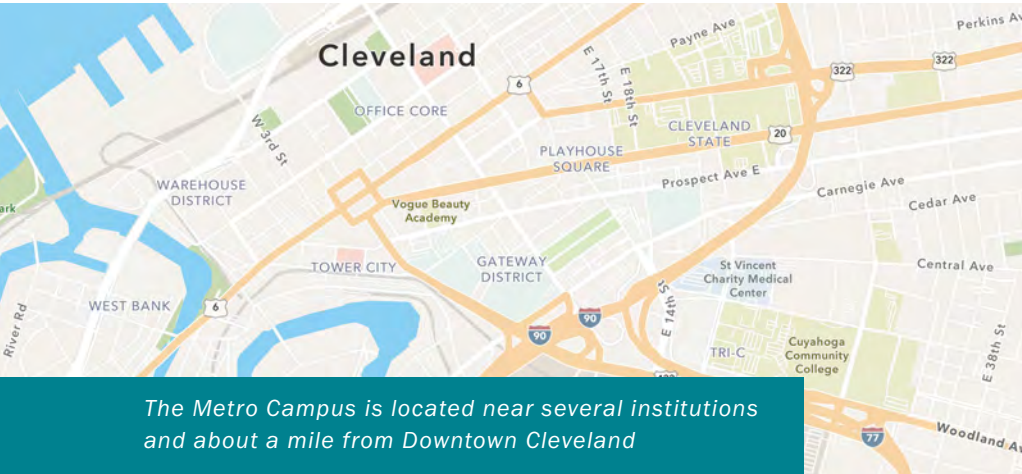 Cleveland
Payne Ave
Perkins Av
322
322
6
E 17th St
E 18th St
OFFICE CORE
W 3rd St
CLEVELAND
STATE
20
PLAYHOUSE
SQUARE
Prospect Ave E
Carnegie Ave
Cedar Ave
WAREHOUSE
DISTRICT
ark
Vogue Beauty
Academy
TOWER CITY
GATEWAY
DISTRICT
St Vincent
Charity Medical
Center
Central Ave
WEST BANK
6
River Rd
90
90
E 14th St
TRI-C
Cuyahoga
Community
College
E 38th St
77
Woodland Av
The Metro Campus is located near several institutions
and about a mile from Downtown Cleveland